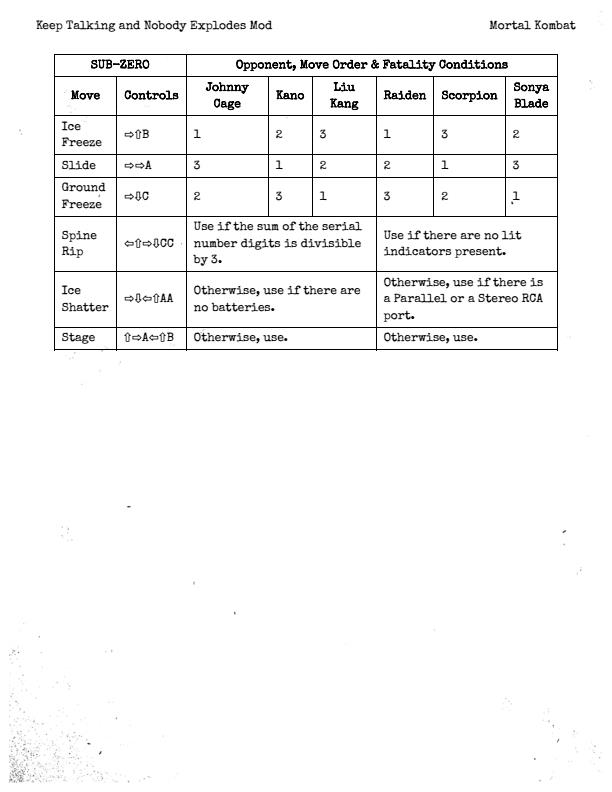 Keep Talking and Nobody Explodes Mod Mortal Kombat
SUB-ZERO Opponent, Move Order & Fatality Conditions
Move Controls Johnny Cage Kano Liu Kang Raiden Scorpion Sonya Blade
Ice Freeze ⇨⇧B 1 2 3 1 3 2
Slide ⇨⇨A 3 1 2 2 1 3
Ground Freeze ⇨⇩C 2 3 1 3 2 1
Spine Rip ⇦⇧⇨⇩CC Use if the sum of the serial number digits is divisible by 3. Use if there are no lit indicators present.
Ice Shatter ⇨⇩⇦⇧AA Otherwise, use if there are no batteries. Otherwise, use if there is a Parallel or a Stereo RCA port.
Stage ⇧⇨A⇦⇧B Otherwise, use. Otherwise, use.